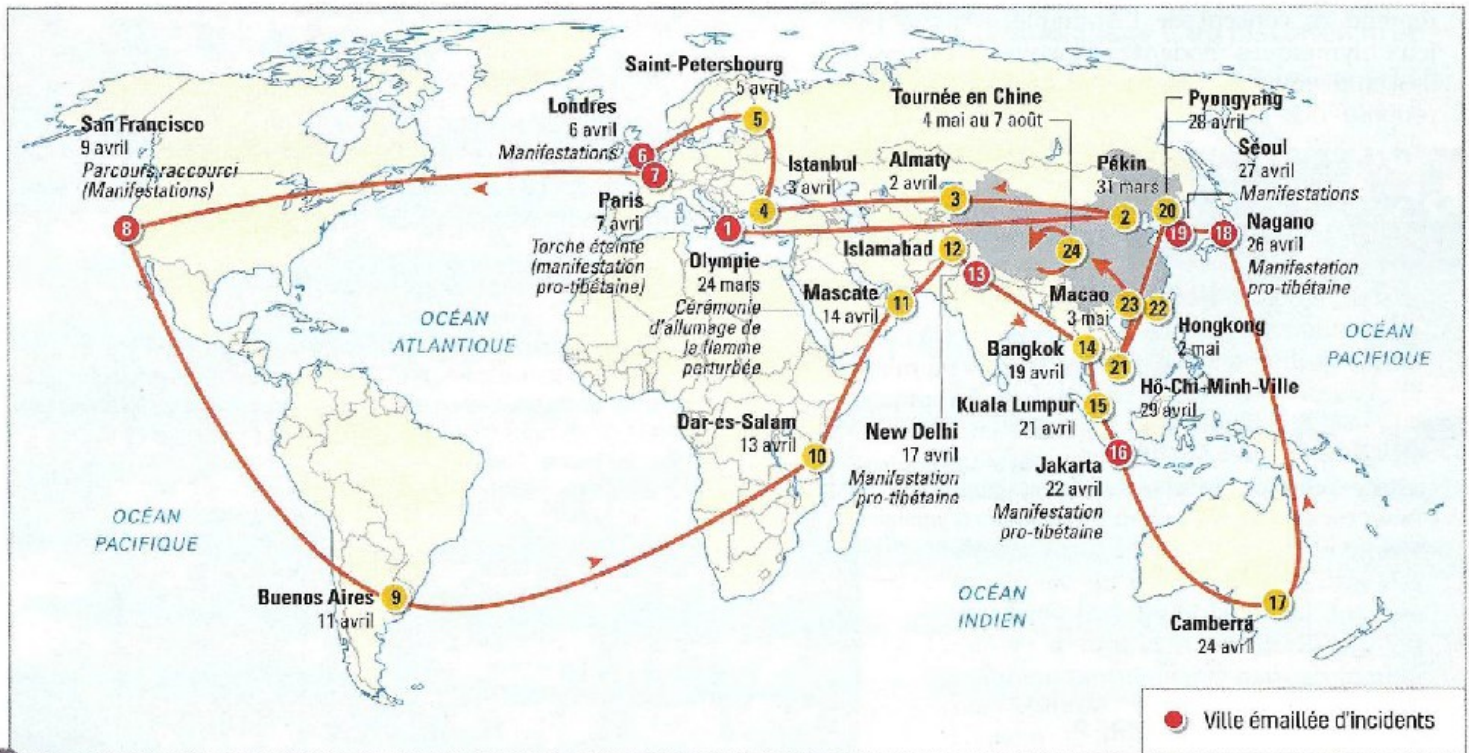 Saint-Petersbourg
5 avril
Londres
6 avril
Manifestations
San Francisco
9 avril
Parcours raccourci
(Manifestations)
Tournée en Chine
4 mai au 7 août
Pyongyang
28 avril
Séoul
27 avril
Manifestations
Istanbul
3 avril
Almaty
2 avril
Pékin
31 mars
Paris
7 avril
Torche éteinte
(manifestation
pro-tibétaine)
Olympie
24 mars
Cérémonie
d'allumage de
la flamme
perturbée
Islamabad
Nagano
26 avril
Manifestation
pro-tibétaine
Mascate
14 avril
Macao
3 mai
Hongkong
2 mai
Bangkok
19 avril
Hô-Chi-Minh-Ville
29 avril
Kuala Lumpur
21 avril
Dar-es-Salam
13 avril
New Delhi
17 avril
Manifestation
pro-tibétaine
Jakarta
22 avril
Manifestation
pro-tibétaine
Buenos Aires
11 avril
Camberra
24 avril
OCÉAN
ATLANTIQUE
OCÉAN
PACIFIQUE
OCÉAN
PACIFIQUE
OCÉAN
INDIEN
1
2
3
4
5
6
7
8
9
10
11
12
13
14
15
16
17
18
19
20
21
22
23
24
Ville émaillée d'incidents